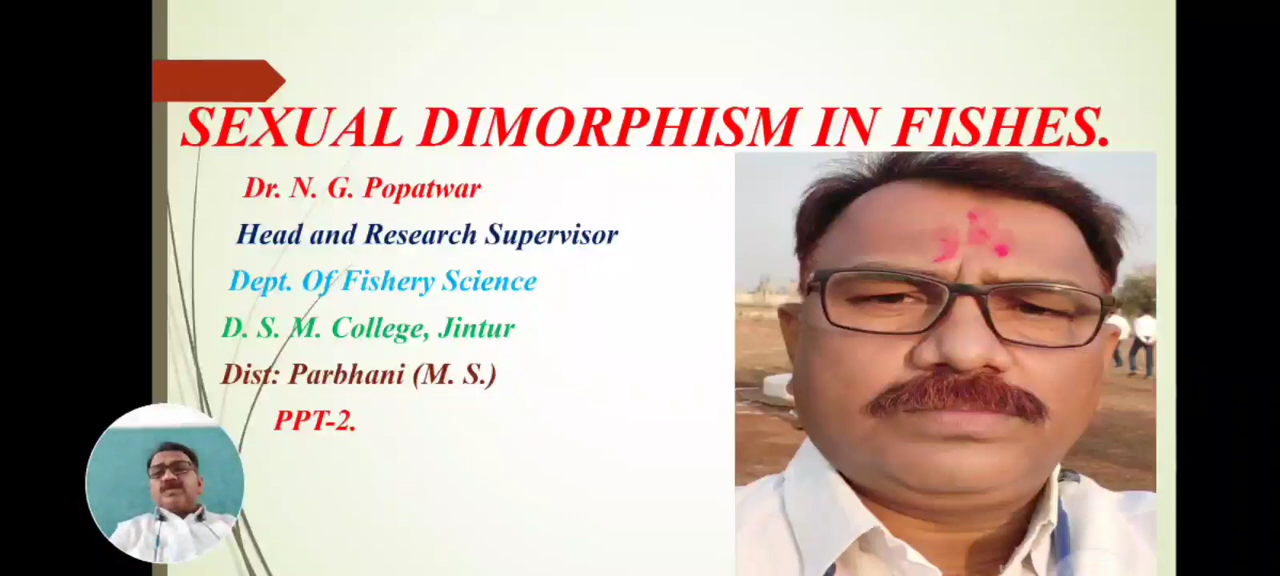 SEXUAL DIMORPHISM IN FISHES.
Dr. N. G. Popatwar
Head and Research Supervisor
Dept. Of Fishery Science
D. S. M. College, Jintur
Dist: Parbhani (M. S.)
PPT-2.